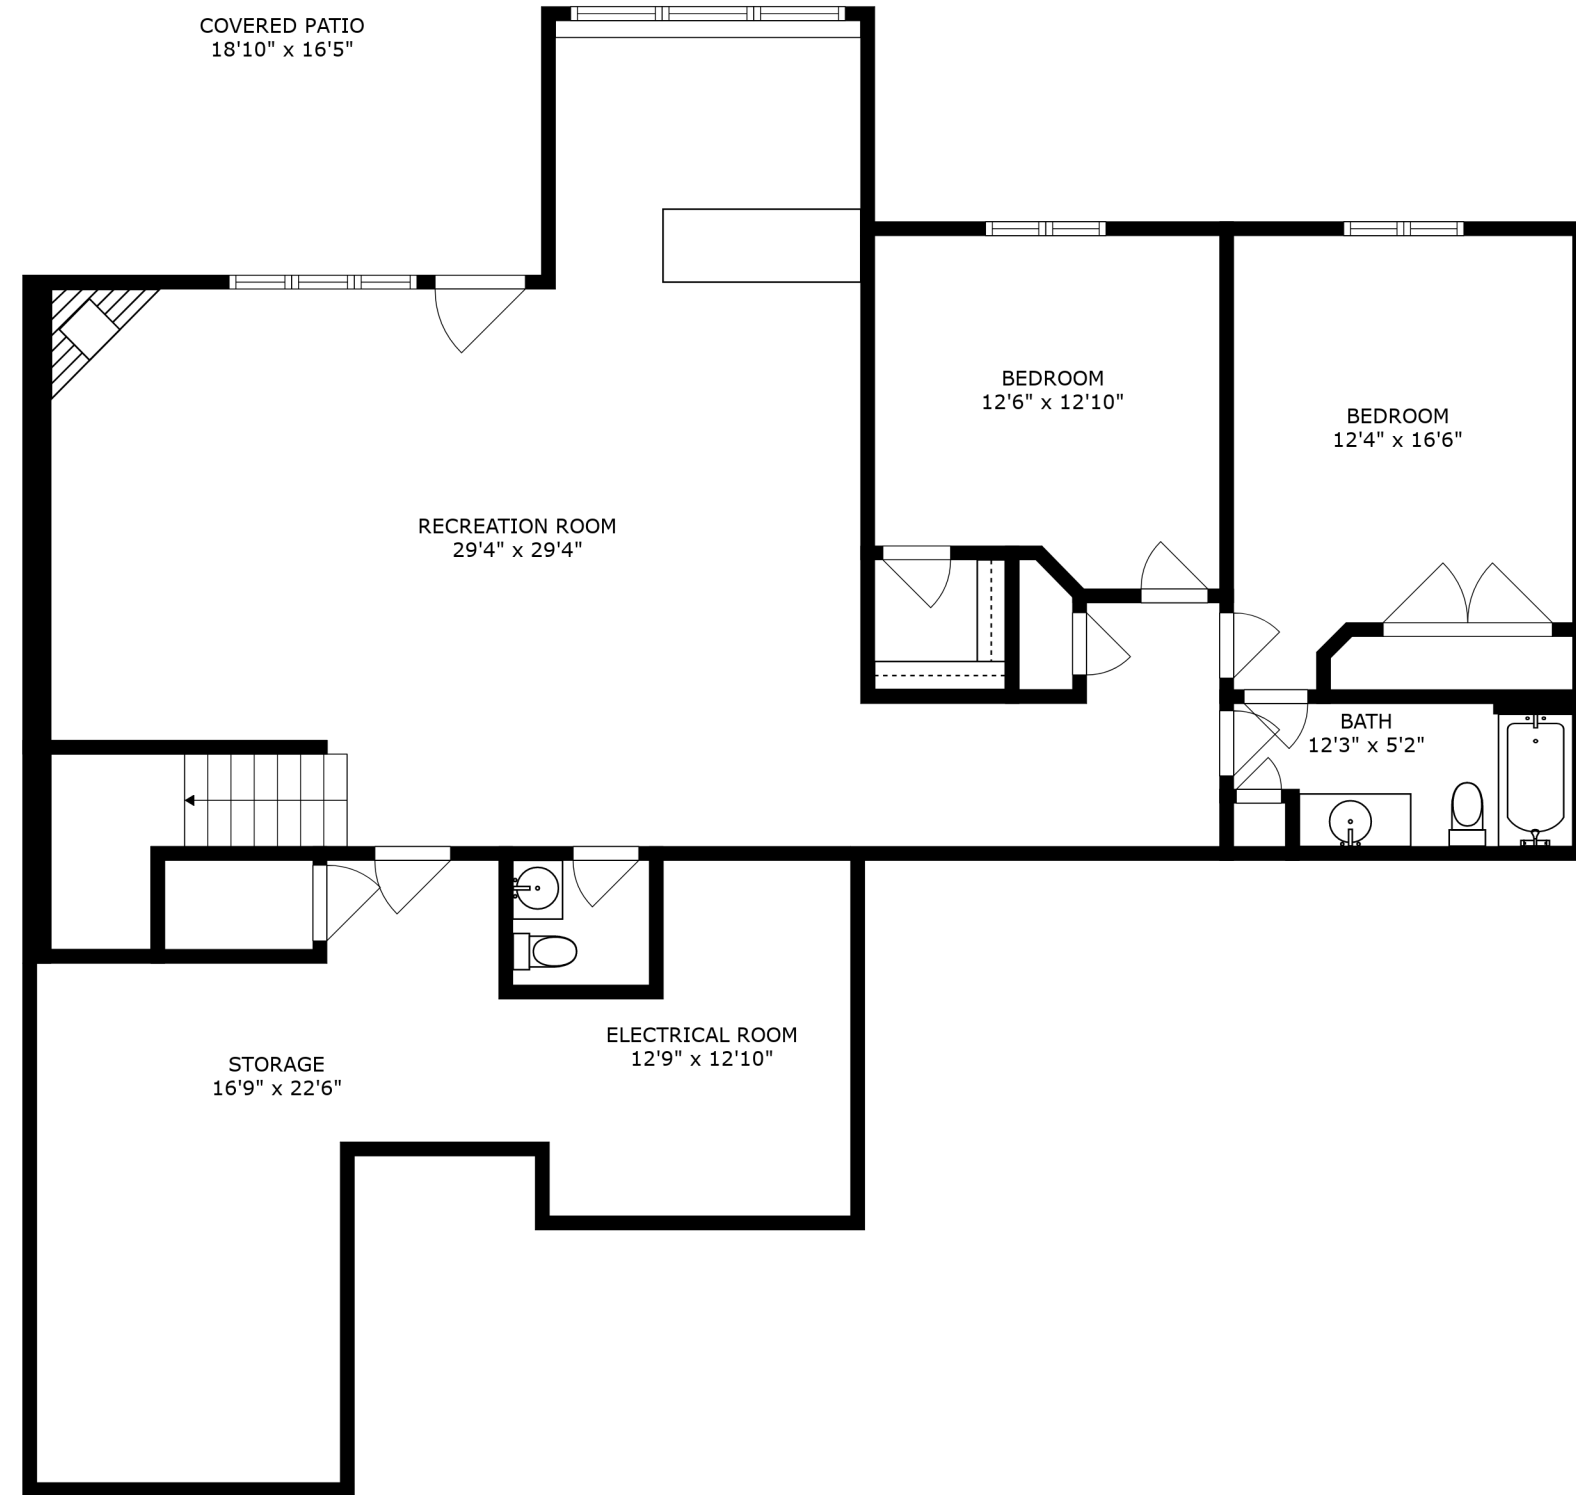 COVERED PATIO
18'10" x 16'5"
BEDROOM
12'6" x 12'10"
BEDROOM
12'4" x 16'6"
RECREATION ROOM
29'4" x 29'4"
BATH
12'3" x 5'2"
ELECTRICAL ROOM
12'9" x 12'10"
STORAGE
16'9" x 22'6"